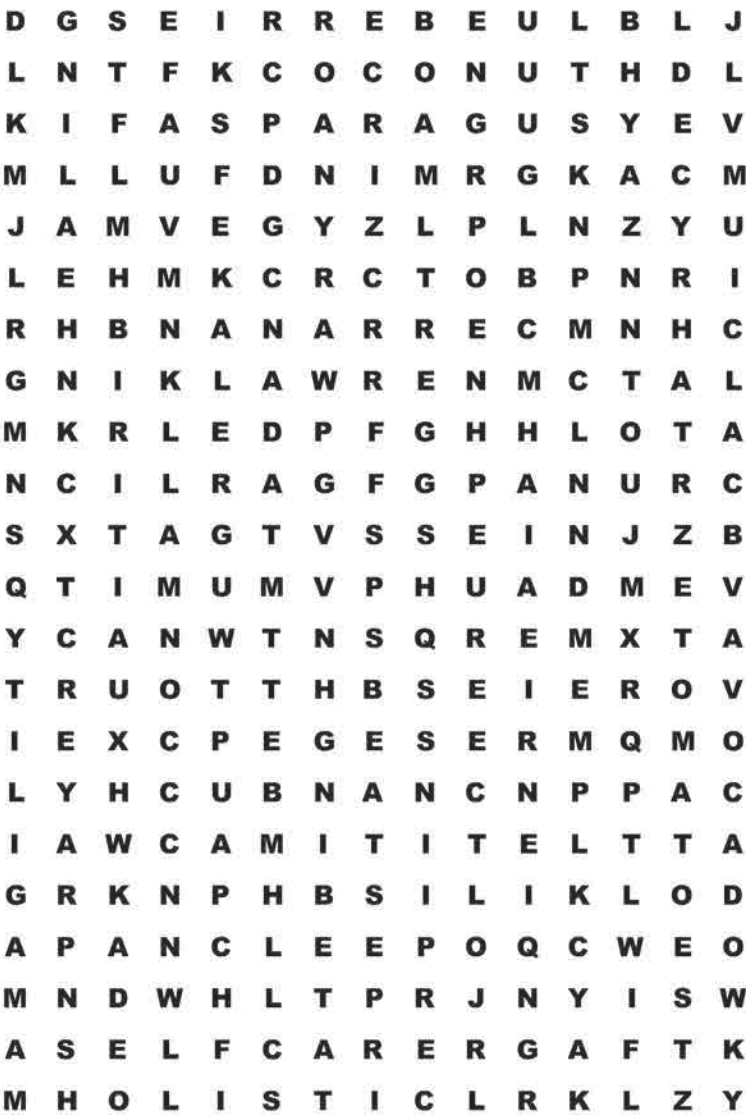 D G S E I R R E B E U L B L J
L N T F K C O C O N U T H D L
K I F A S P A R A G U S Y E V
M L L U F D N I M R G K A C M
J A M V E G Y Z L P L N Z Y U
L E H M K C R C T O B P N R I
R H B N A N A R R E C M N H C
G N I K L A W R E N M C T A L
M K R L E D P F G H H L O T A
N C I L R A G F G P A N U R C
S X T A G T V S S E I N J Z B
Q T I M U M V P H U A D M E V
Y C A N W T N S Q R E M X T A
T R U O T T H B S E I E R O V
I E X C P E G E S E R M Q M O
L Y H C U B N A N C N P P A C
I A W C A M I T I T E L T T A
G R K N P H B S I L I K L O D
A P A N C L E E P O Q C W E O
M N D W H L T P R J N Y I S W
A S E L F C A R E R G A F T K
M H O L I S T I C L R K L Z Y